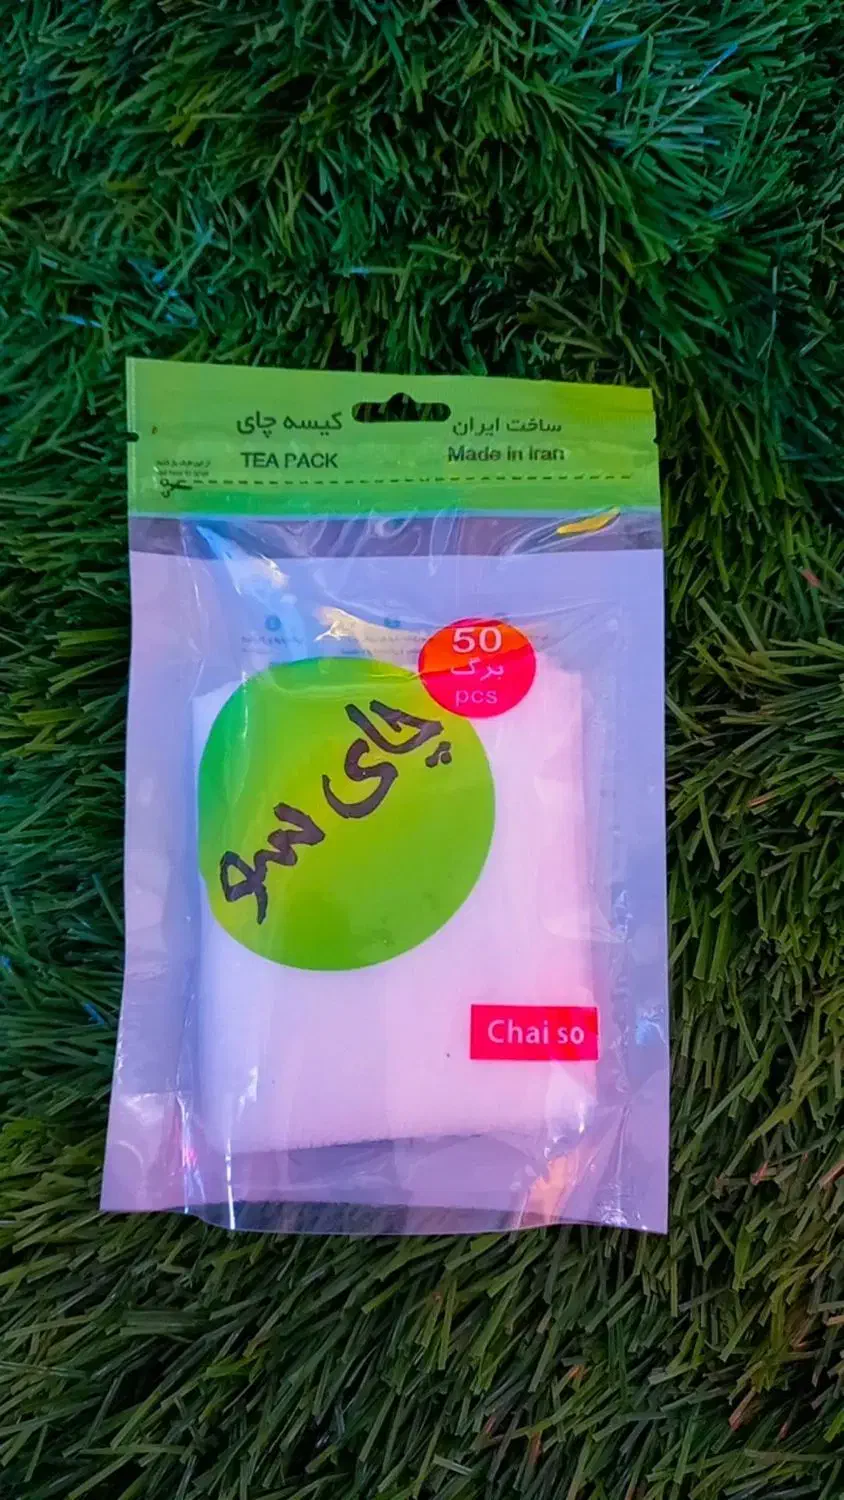 کیسه چای
TEA PACK
ساخت ایران
Made in Iran
50
برگ
pcs
چای سو
Chai so